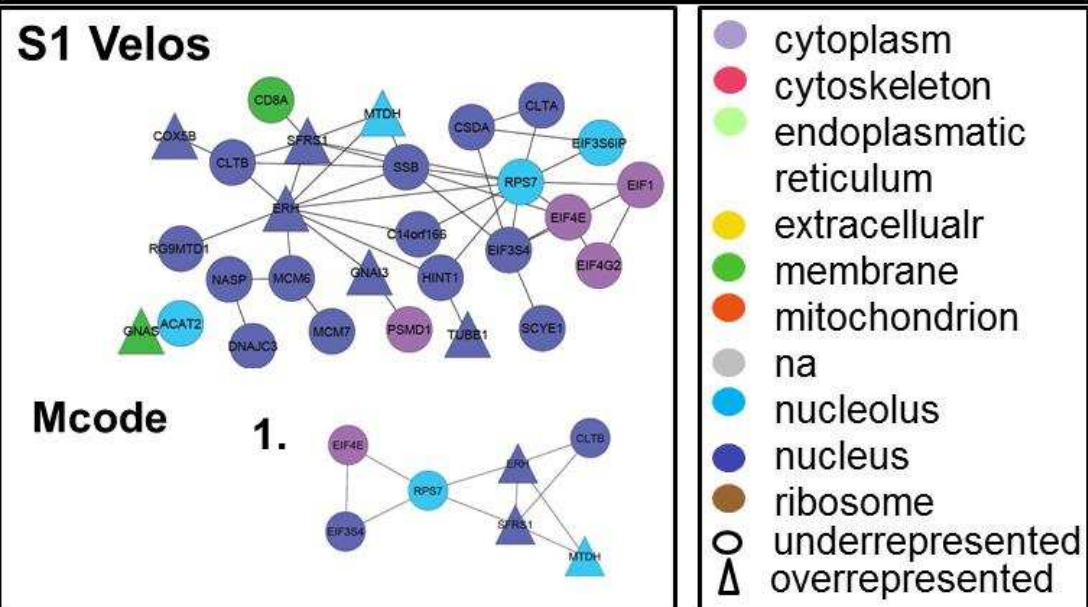 S1 Velos
CD8A
MTDH
CLTA
COX5B
SFRS1
CSDA
EIF3S6IP
CLTB
SSB
RPS7
EIF1
ERH
EIF4E
RG9MTD1
C14orf166
EIF3S4
EIF4G2
NASP
MCM6
GNAI3
HINT1
GNAS
ACAT2
DNAJC3
MCM7
PSMD1
TUBB1
SCYE1
Mcode
1.
EIF4E
CLTB
ERH
RPS7
EIF3S4
SFRS1
MTDH
cytoplasm
cytoskeleton
endoplasmatic
reticulum
extracellualr
membrane
mitochondrion
na
nucleolus
nucleus
ribosome
underrepresented
overrepresented